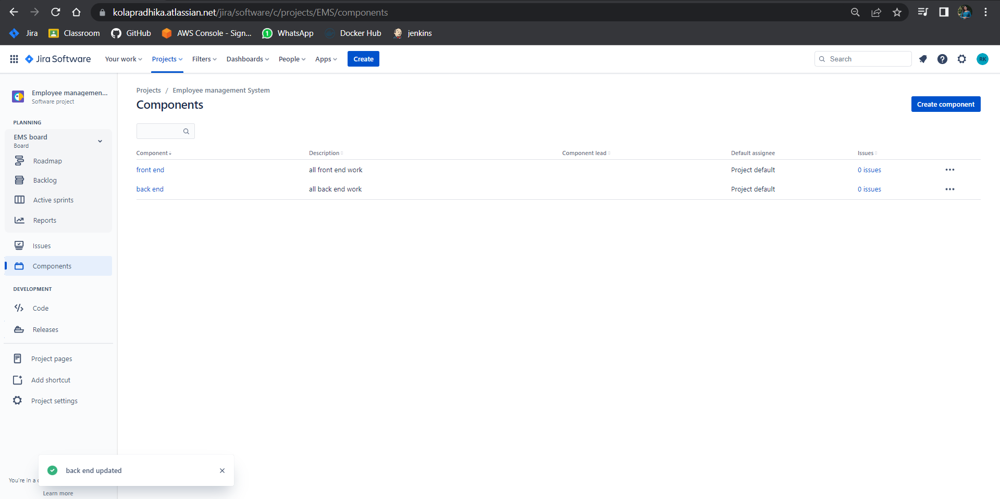 kolapradhika.atlassian.net/jira/software/c/projects/EMS/components
Jira Classroom GitHub AWS Console - Sign... 1 WhatsApp Docker Hub jenkins
Jira Software Your work Projects Filters Dashboards People Apps Create Search RK
Employee managemen...
Software project
PLANNING
EMS board
Board
Roadmap
Backlog
Active sprints
Reports
Issues
Components
DEVELOPMENT
Code
Releases
Project pages
Add shortcut
Project settings
You're in a
Learn more
Projects / Employee management System
Components
Create component
Component Description Component lead Default assignee Issues
front end all front end work Project default 0 issues
back end all back end work Project default 0 issues
back end updated